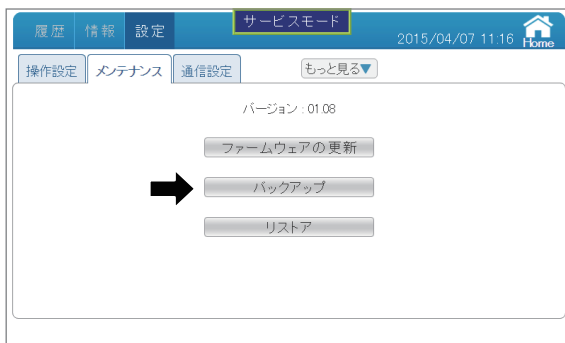 履歴 情報 設定 サービスモード 2015/04/07 11:16 Home
操作設定 メンテナンス 通信設定 もっと見る▼
バージョン : 01.08
ファームウェアの更新
バックアップ
リストア